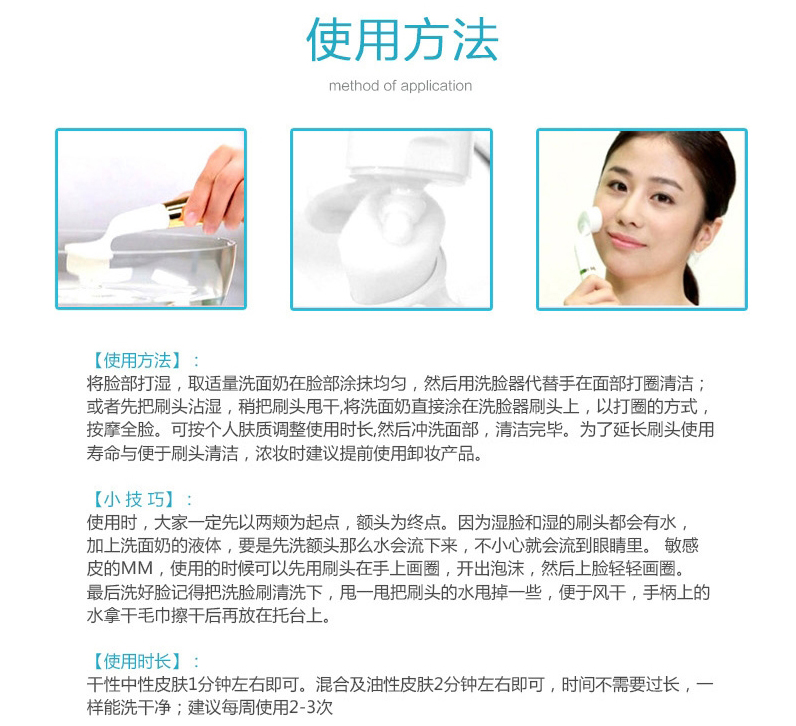 使用方法
method of application
【使用方法】：
将脸部打湿，取适量洗面奶在脸部涂抹均匀，然后用洗脸器代替手在面部打圈清洁；
或者先把刷头沾湿，稍把刷头甩干,将洗面奶直接涂在洗脸器刷头上，以打圈的方式，
按摩全脸。可按个人肤质调整使用时长,然后冲洗面部，清洁完毕。为了延长刷头使用
寿命与便于刷头清洁，浓妆时建议提前使用卸妆产品。
【小 技 巧】：
使用时，大家一定先以两颊为起点，额头为终点。因为湿脸和湿的刷头都会有水，
加上洗面奶的液体，要是先洗额头那么水会流下来，不小心就会流到眼睛里。 敏感
皮的MM，使用的时候可以先用刷头在手上画圈，开出泡沫，然后上脸轻轻画圈。
最后洗好脸记得把洗脸刷清洗下，甩一甩把刷头的水甩掉一些，便于风干，手柄上的
水拿干毛巾擦干后再放在托台上。
【使用时长】：
干性中性皮肤1分钟左右即可。混合及油性皮肤2分钟左右即可，时间不需要过长，一
样能洗干净；建议每周使用2-3次